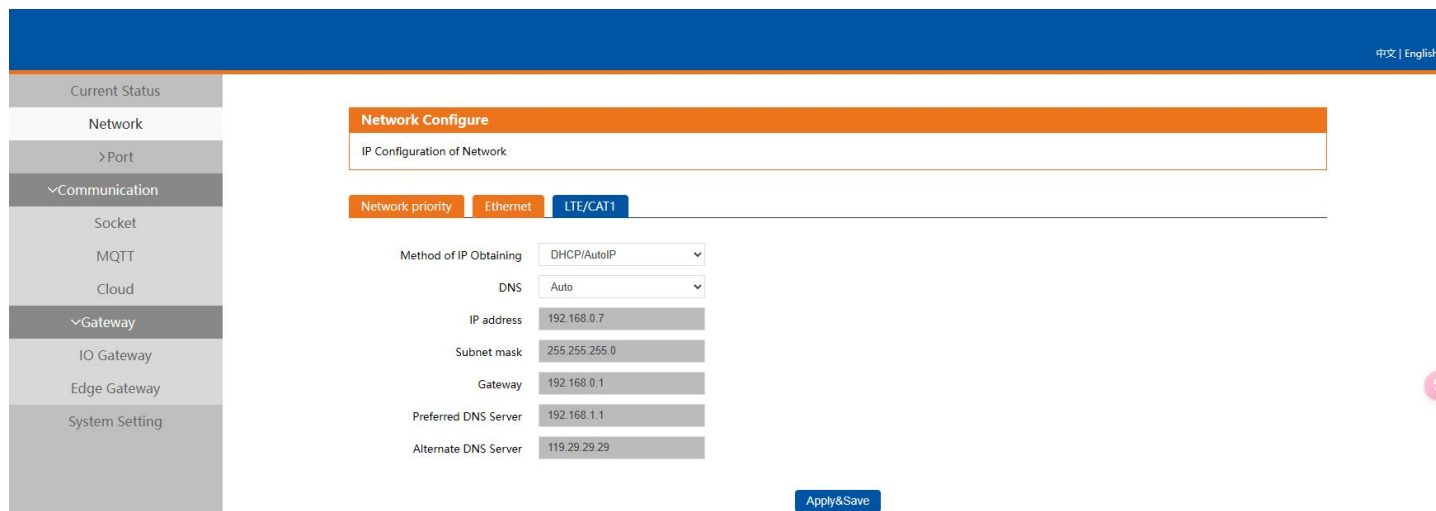 中文 | English
Current Status
Network
>Port
Communication
Socket
MQTT
Cloud
Gateway
IO Gateway
Edge Gateway
System Setting
Network Configure
IP Configuration of Network
Network priority Ethernet LTE/CAT1
Method of IP Obtaining DHCP/AutoIP
DNS Auto
IP address 192.168.0.7
Subnet mask 255.255.255.0
Gateway 192.168.0.1
Preferred DNS Server 192.168.1.1
Alternate DNS Server 119.29.29.29
Apply&Save